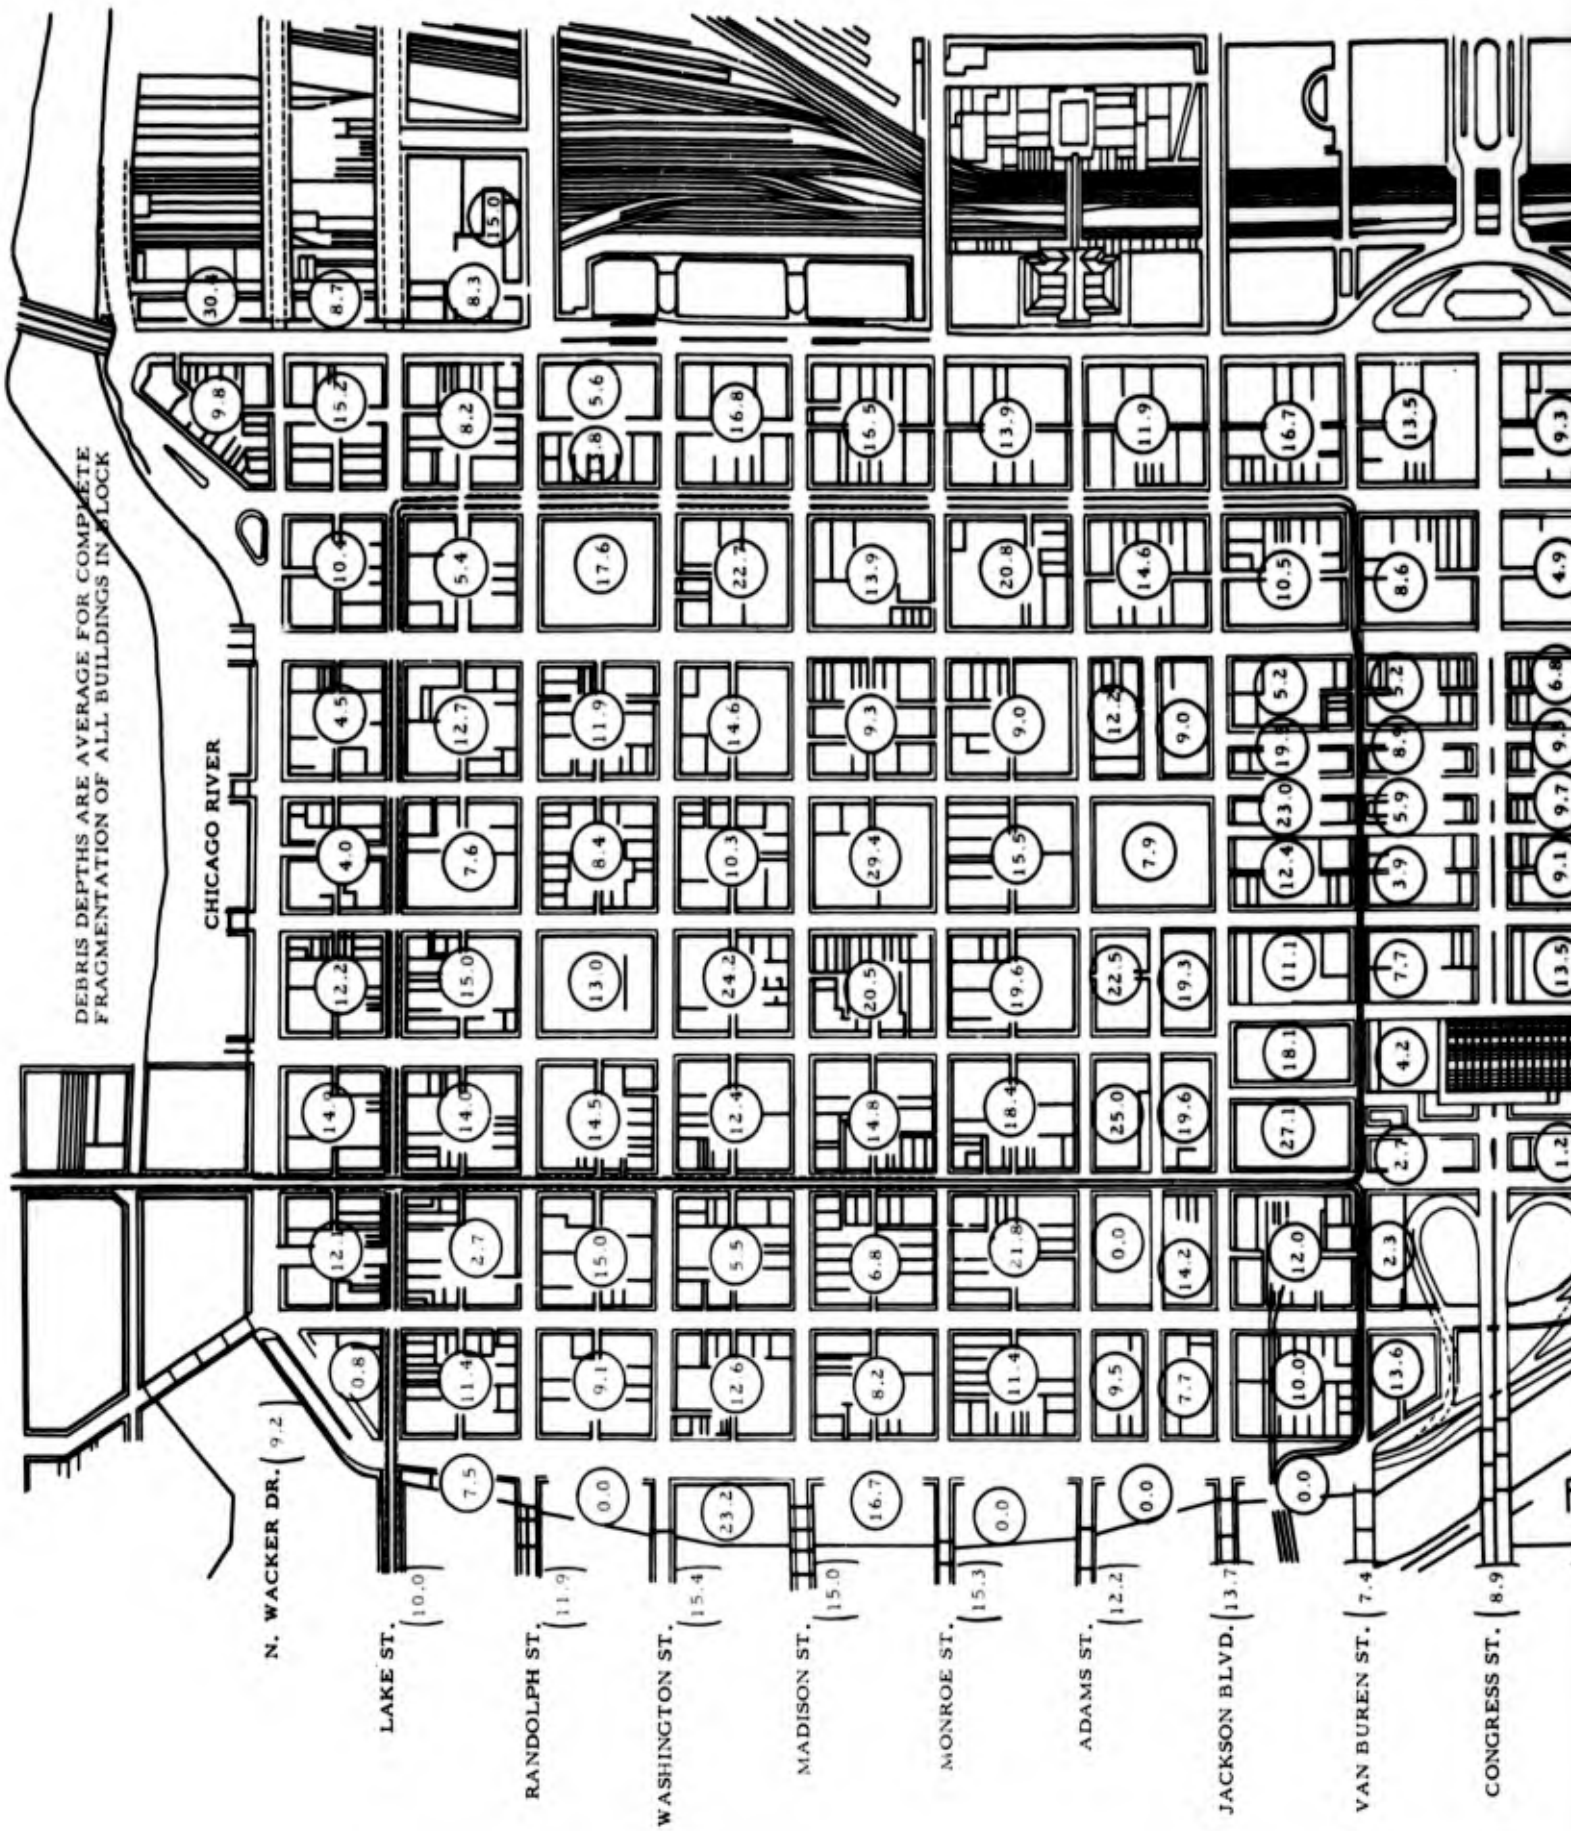 DEBRIS DEPTHS ARE AVERAGE FOR COMPLETE
FRAGMENTATION OF ALL BUILDINGS IN BLOCK
CHICAGO RIVER
N. WACKER DR. (9.2)
LAKE ST. (10.0)
RANDOLPH ST. (11.9)
WASHINGTON ST. (15.4)
MADISON ST. (15.0)
MONROE ST. (15.3)
ADAMS ST. (12.2)
JACKSON BLVD. (13.7)
VAN BUREN ST. (7.4)
CONGRESS ST. (8.9)
0.8 12.1 14.9 12.2 4.0 4.5 10.4 15.2 9.8 8.7
7.5 11.4 2.7 14.0 15.0 7.6 12.7 15.4 8.2 8.3 15.0
0.0 9.1 15.0 14.5 13.0 8.4 11.9 17.6 5.6
23.2 12.6 5.5 12.4 24.2 10.3 14.6 22.7 16.8
16.7 8.2 6.8 14.8 20.5 29.4 9.3 13.9 16.5
0.0 11.4 21.8 18.4 19.6 15.5 9.0 20.8 13.9
9.5 0.0 25.0 22.5 12.2
0.0 7.9 14.6 11.9
7.7 14.2 19.6 19.3 9.0
0.0 10.0 12.0 27.1 18.1 11.1 12.4 23.0 5.2 10.5 16.7
13.6 2.3 2.7 4.2 7.7 3.9 5.9 8.9 5.2 8.6 13.5
1.2 13.5 9.1 9.7 9.3 6.8 4.9 9.3